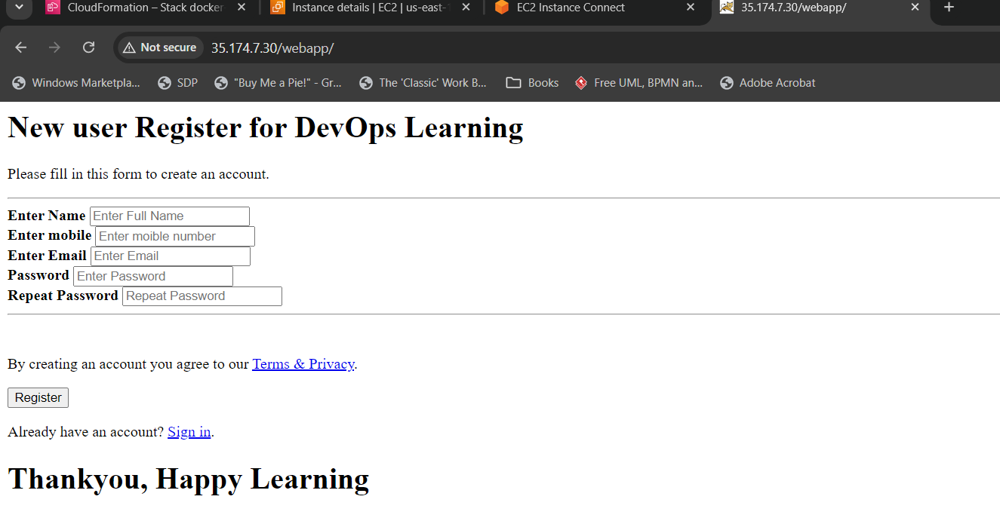 CloudFormation – Stack docker
Instance details | EC2 | us-east-1
EC2 Instance Connect
35.174.7.30/webapp/
Not secure
35.174.7.30/webapp/
Windows Marketpla...
SDP
"Buy Me a Pie!" - Gr...
The 'Classic' Work B...
Books
Free UML, BPMN an...
Adobe Acrobat
New user Register for DevOps Learning
Please fill in this form to create an account.
Enter Name Enter Full Name
Enter mobile Enter moible number
Enter Email Enter Email
Password Enter Password
Repeat Password Repeat Password
By creating an account you agree to our Terms & Privacy.
Register
Already have an account? Sign in.
Thankyou, Happy Learning